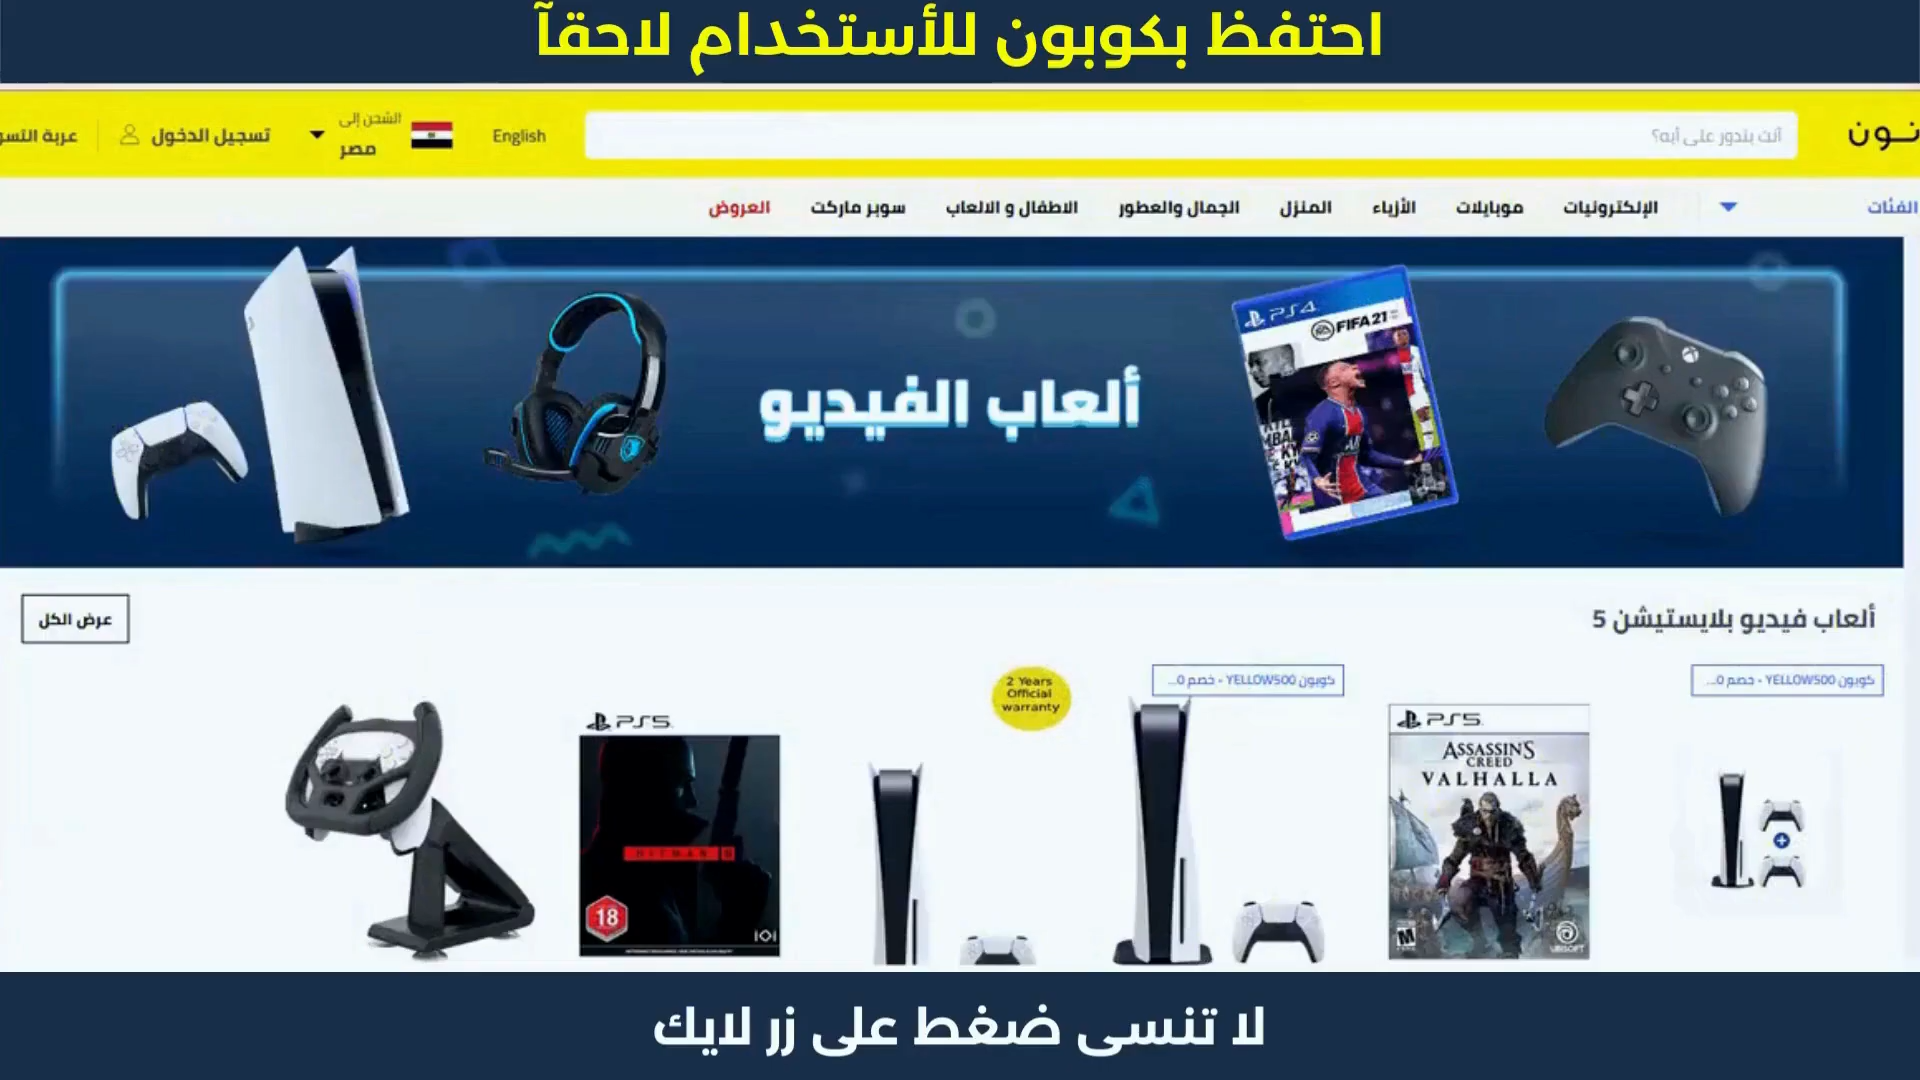 احتفظ بكوبون للأستخدام لاحقآ
نون
أنت بتدور على أيه؟
English
الشحن إلى
مصر
تسجيل الدخول
عربة
الفئات
الإلكترونيات
موبايلات
الأزياء
المنزل
الجمال والعطور
الاطفال و الالعاب
سوبر ماركت
العروض
PS4
FIFA 21
ألعاب الفيديو
ألعاب فيديو بلايستيشن 5
عرض الكل
كوبون YELLOW500 - خصم 0...
كوبون YELLOW500 - خصم 0...
2 Years
Official
warranty
PS5
ASSASSIN'S
CREED
VALHALLA
M
UBISOFT
PS5
HITMAN
18
IOI
لا تنسى ضغط على زر لايك